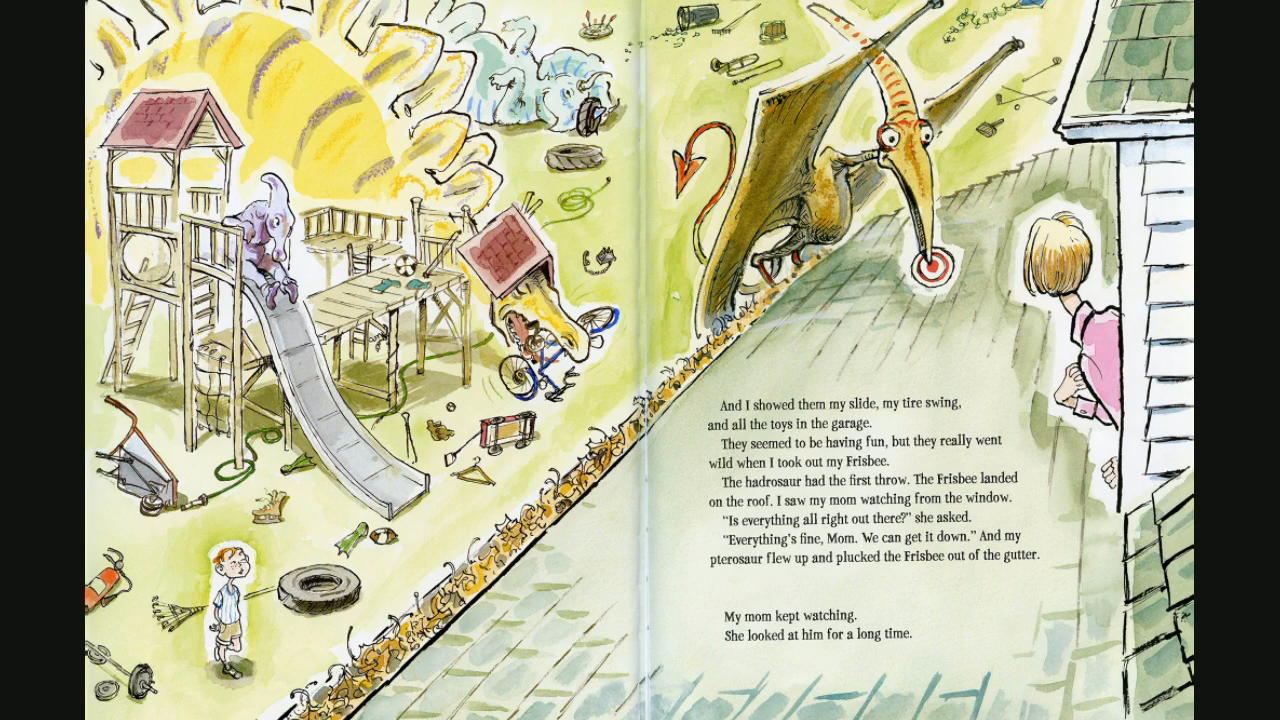 And I showed them my slide, my tire swing,
and all the toys in the garage.
They seemed to be having fun, but they really went
wild when I took out my Frisbee.
The hadrosaur had the first throw. The Frisbee landed
on the roof. I saw my mom watching from the window.
“Is everything all right out there?” she asked.
“Everything’s fine, Mom. We can get it down.” And my
pterosaur flew up and plucked the Frisbee out of the gutter.
My mom kept watching.
She looked at him for a long time.